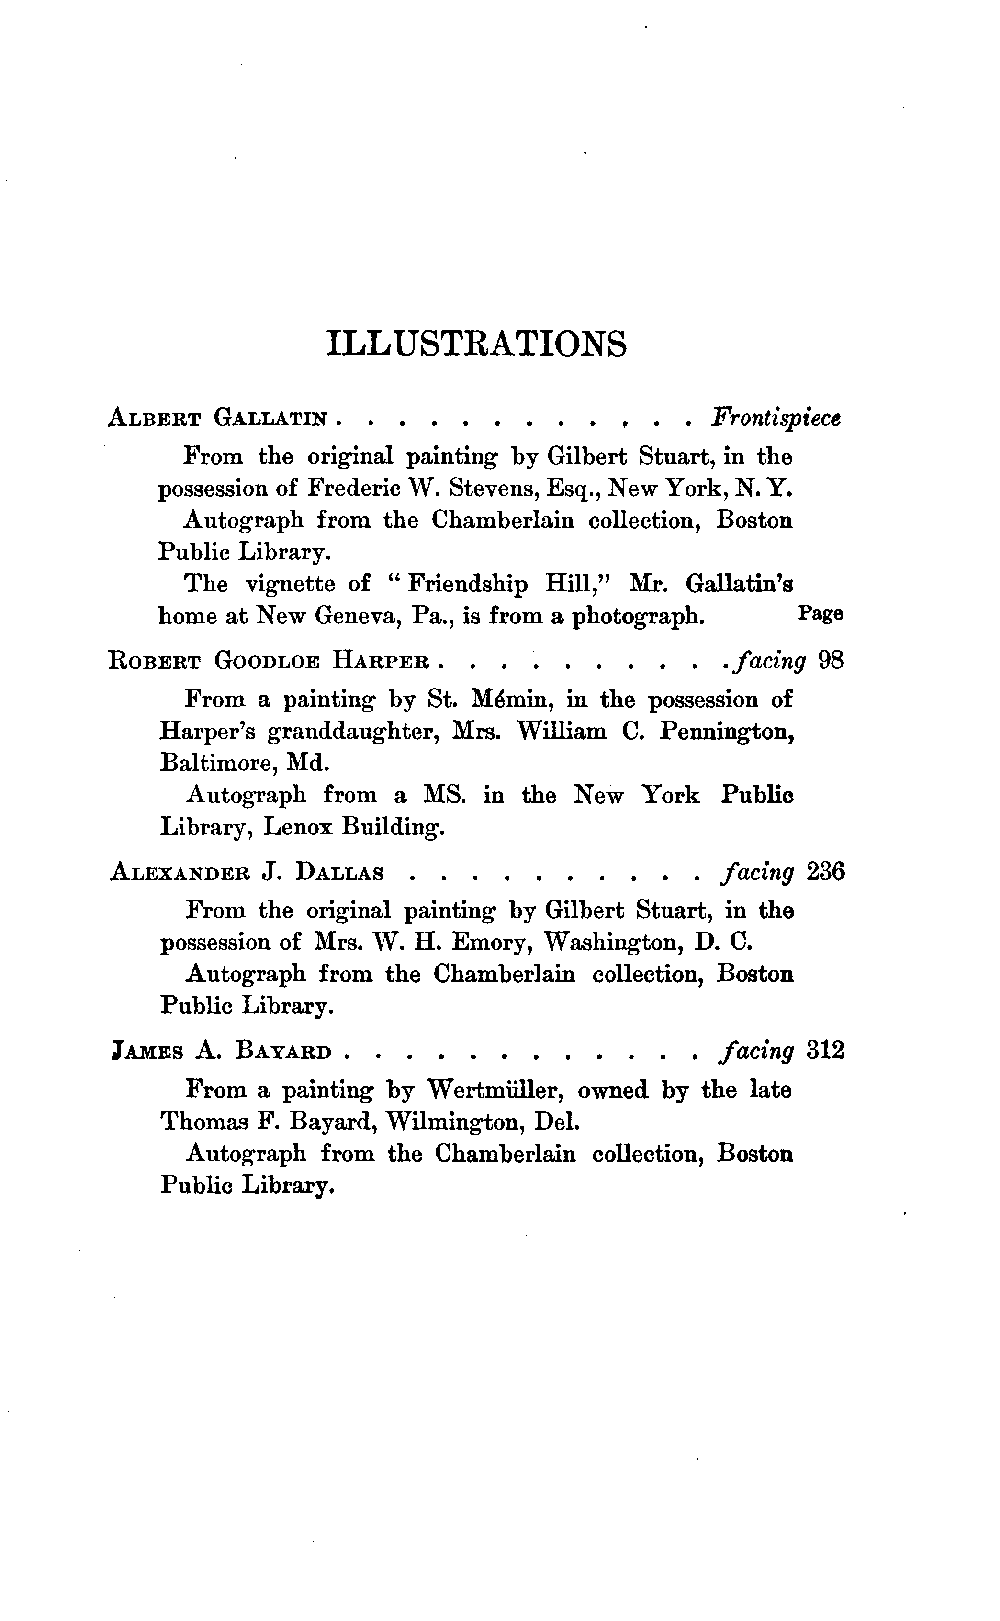 ILLUSTRATIONS
ALBERT GALLATIN . . . . . . . . . . . . Frontispiece
From the original painting by Gilbert Stuart, in the
possession of Frederic W. Stevens, Esq., New York, N. Y.
Autograph from the Chamberlain collection, Boston
Public Library.
The vignette of “Friendship Hill,” Mr. Gallatin’s
home at New Geneva, Pa., is from a photograph. Page
ROBERT GOODLOE HARPER . . . . . . . . . . facing 98
From a painting by St. Mémin, in the possession of
Harper’s granddaughter, Mrs. William C. Pennington,
Baltimore, Md.
Autograph from a MS. in the New York Public
Library, Lenox Building.
ALEXANDER J. DALLAS . . . . . . . . . . facing 236
From the original painting by Gilbert Stuart, in the
possession of Mrs. W. H. Emory, Washington, D. C.
Autograph from the Chamberlain collection, Boston
Public Library.
JAMES A. BAYARD . . . . . . . . . . . . facing 312
From a painting by Wertmüller, owned by the late
Thomas F. Bayard, Wilmington, Del.
Autograph from the Chamberlain collection, Boston
Public Library.